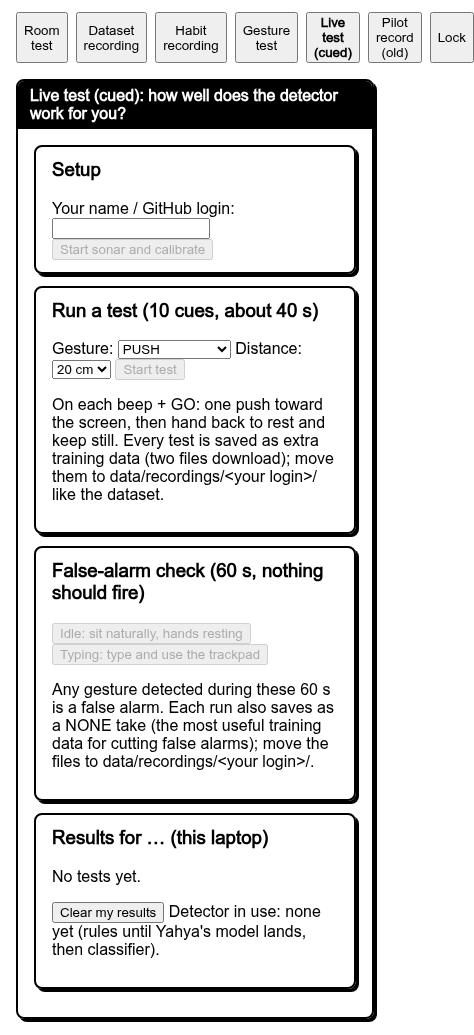 Room test
Dataset recording
Habit recording
Gesture test
Live test (cued)
Pilot record (old)
Lock
Live test (cued): how well does the detector
work for you?
Setup
Your name / GitHub login:
Start sonar and calibrate
Run a test (10 cues, about 40 s)
Gesture: PUSH Distance:
20 cm Start test
On each beep + GO: one push toward
the screen, then hand back to rest and
keep still. Every test is saved as extra
training data (two files download); move
them to data/recordings/<your login>/
like the dataset.
False-alarm check (60 s, nothing
should fire)
Idle: sit naturally, hands resting
Typing: type and use the trackpad
Any gesture detected during these 60 s
is a false alarm. Each run also saves as
a NONE take (the most useful training
data for cutting false alarms); move the
files to data/recordings/<your login>/.
Results for … (this laptop)
No tests yet.
Clear my results Detector in use: none
yet (rules until Yahya's model lands,
then classifier).